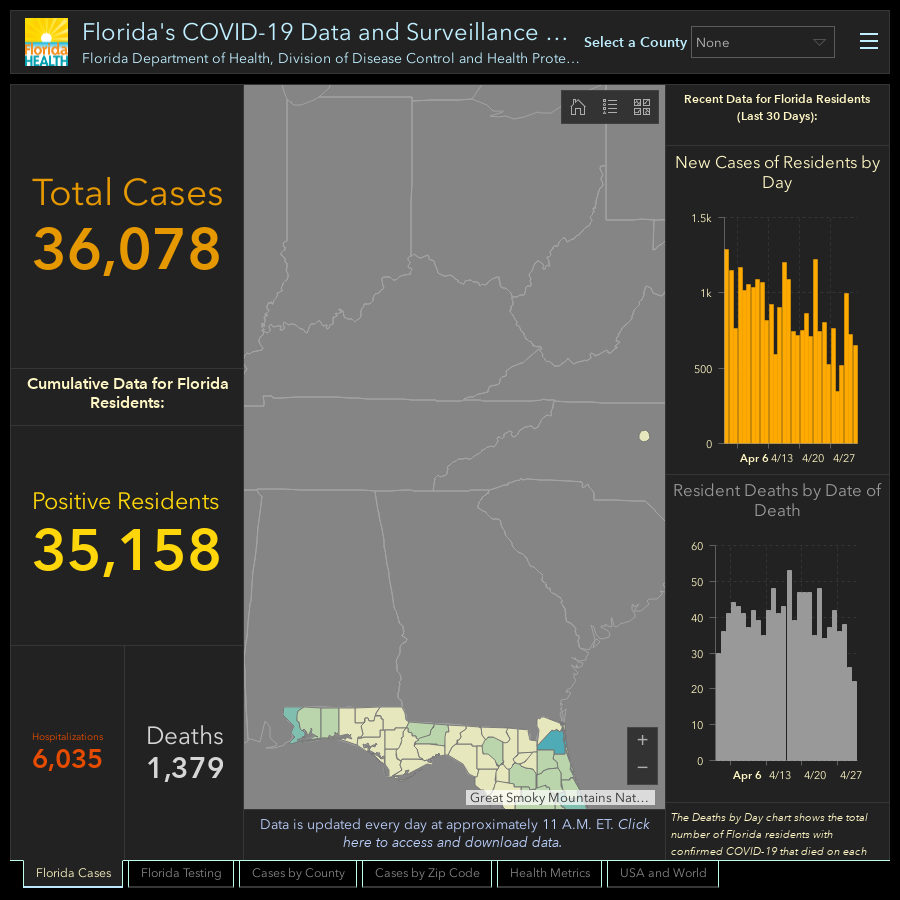 Florida
HEALTH
Florida's COVID-19 Data and Surveillance ...
Florida Department of Health, Division of Disease Control and Health Prote...
Select a County
None
Total Cases
36,078
Cumulative Data for Florida
Residents:
Positive Residents
35,158
Hospitalizations
6,035
Deaths
1,379
Great Smoky Mountains Nat...
Data is updated every day at approximately 11 A.M. ET. Click
here to access and download data.
Recent Data for Florida Residents
(Last 30 Days):
New Cases of Residents by
Day
1.5k
1k
500
0
Apr 6 4/13 4/20 4/27
Resident Deaths by Date of
Death
60
50
40
30
20
10
0
Apr 6 4/13 4/20 4/27
The Deaths by Day chart shows the total
number of Florida residents with
confirmed COVID-19 that died on each
Florida Cases
Florida Testing
Cases by County
Cases by Zip Code
Health Metrics
USA and World